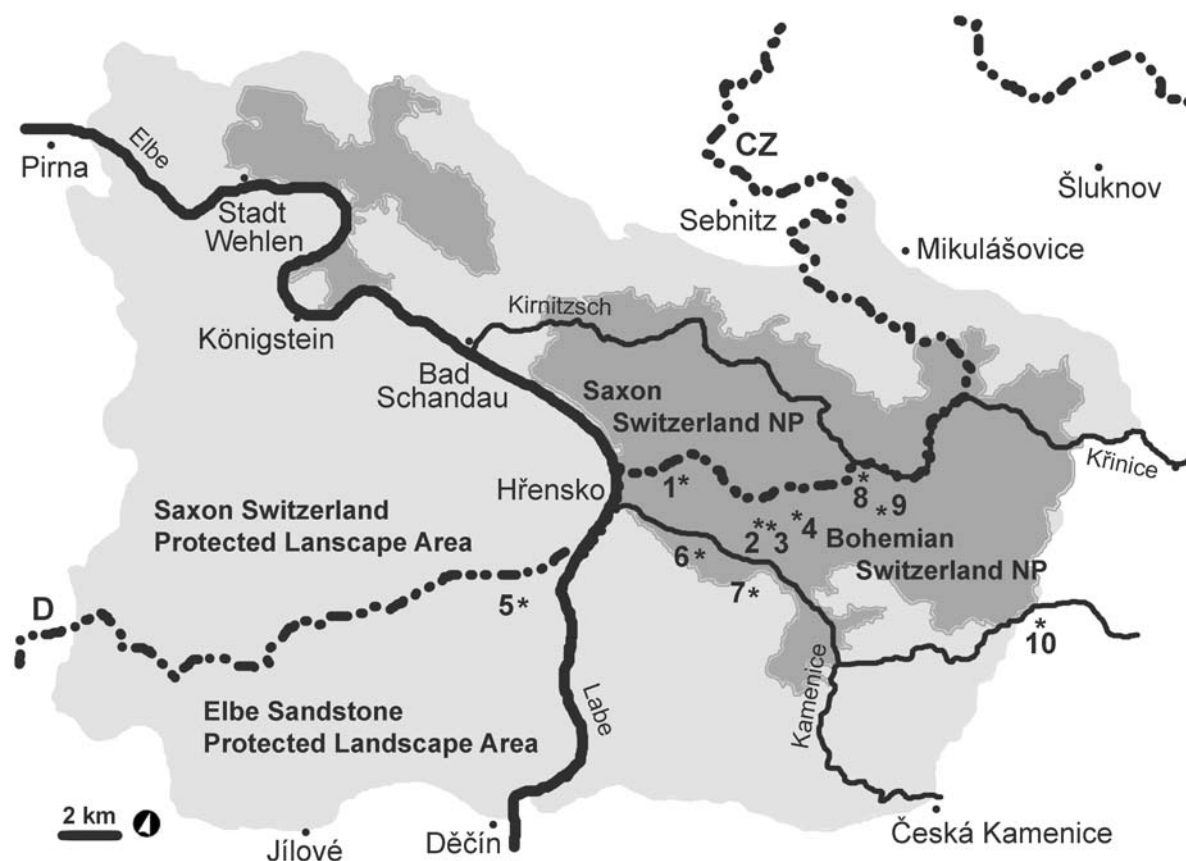 CZ
Elbe
Pirna
Šluknov
Stadt
Wehlen
Sebnitz
Mikulášovice
Kirnitzsch
Königstein
Bad
Schandau
Saxon
Switzerland NP
Křinice
Hřensko
1*
8
*
9
*
Saxon Switzerland
Protected Lanscape Area
2
**
3
*4
Bohemian
Switzerland NP
6*
7*
5*
D
*
10
Elbe Sandstone
Protected Landscape Area
Labe
Kamenice
2 km
Jílové
Děčín
Česká Kamenice